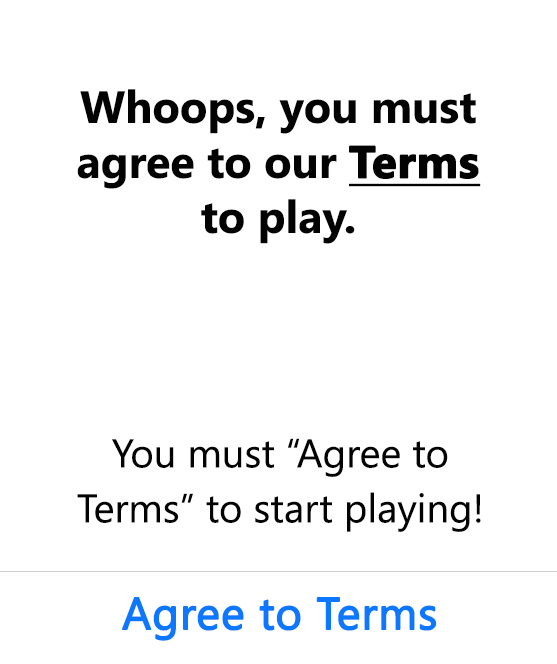 Whoops, you must
agree to our Terms
to play.
You must “Agree to
Terms” to start playing!
Agree to Terms